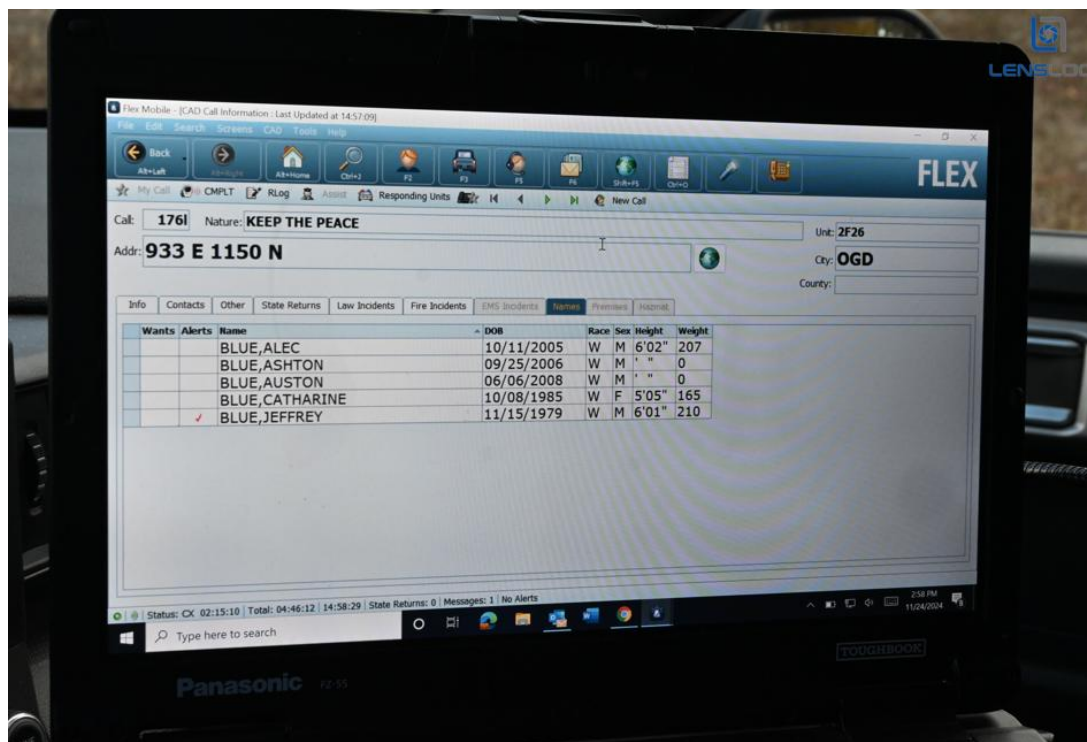 LENSLOC
Flex Mobile - [CAD Call Information : Last Updated at 14:57:09]
File Edit Search Screens CAD Tools Help
Back
Alt+Left Alt+Right Alt+Home Ctrl+J F2 F3 F5 F6 Shift+F5 Ctrl+O
FLEX
My Call CMPLT RLog Assist Responding Units New Call
Call: 176I Nature: KEEP THE PEACE Unit: 2F26
Addr: 933 E 1150 N City: OGD
County:
Info Contacts Other State Returns Law Incidents Fire Incidents EMS Incidents Names Premises Hazmat
Wants Alerts Name DOB Race Sex Height Weight
BLUE,ALEC 10/11/2005 W M 6'02" 207
BLUE,ASHTON 09/25/2006 W M ' " 0
BLUE,AUSTON 06/06/2008 W M ' " 0
BLUE,CATHARINE 10/08/1985 W F 5'05" 165
BLUE,JEFFREY 11/15/1979 W M 6'01" 210
Status: CX 02:15:10 Total: 04:46:12 14:58:29 State Returns: 0 Messages: 1 No Alerts
Type here to search
2:58 PM
11/24/2024
TOUGHBOOK
Panasonic FZ-55